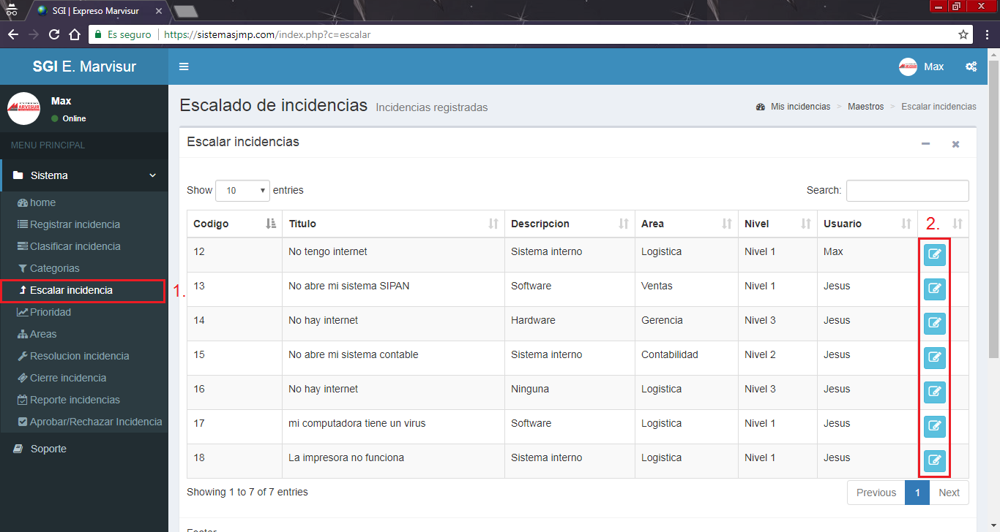 SGI | Expreso Marvisur
Es seguro | https://sistemasjmp.com/index.php?c=escalar
SGI E. Marvisur
Max
Max
Online
MENU PRINCIPAL
Sistema
home
Registrar incidencia
Clasificar incidencia
Categorias
Escalar incidencia
1.
Prioridad
Areas
Resolucion incidencia
Cierre incidencia
Reporte incidencias
Aprobar/Rechazar Incidencia
Soporte
Escalado de incidencias Incidencias registradas
Mis incidencias > Maestros > Escalar incidencias
Escalar incidencias
Show 10 entries
Search:
Codigo Titulo Descripcion Area Nivel Usuario 2.
12 No tengo internet Sistema interno Logistica Nivel 1 Max
13 No abre mi sistema SIPAN Software Ventas Nivel 1 Jesus
14 No hay internet Hardware Gerencia Nivel 3 Jesus
15 No abre mi sistema contable Sistema interno Contabilidad Nivel 2 Jesus
16 No hay internet Ninguna Logistica Nivel 3 Jesus
17 mi computadora tiene un virus Software Logistica Nivel 1 Jesus
18 La impresora no funciona Sistema interno Logistica Nivel 1 Jesus
Showing 1 to 7 of 7 entries
Previous 1 Next